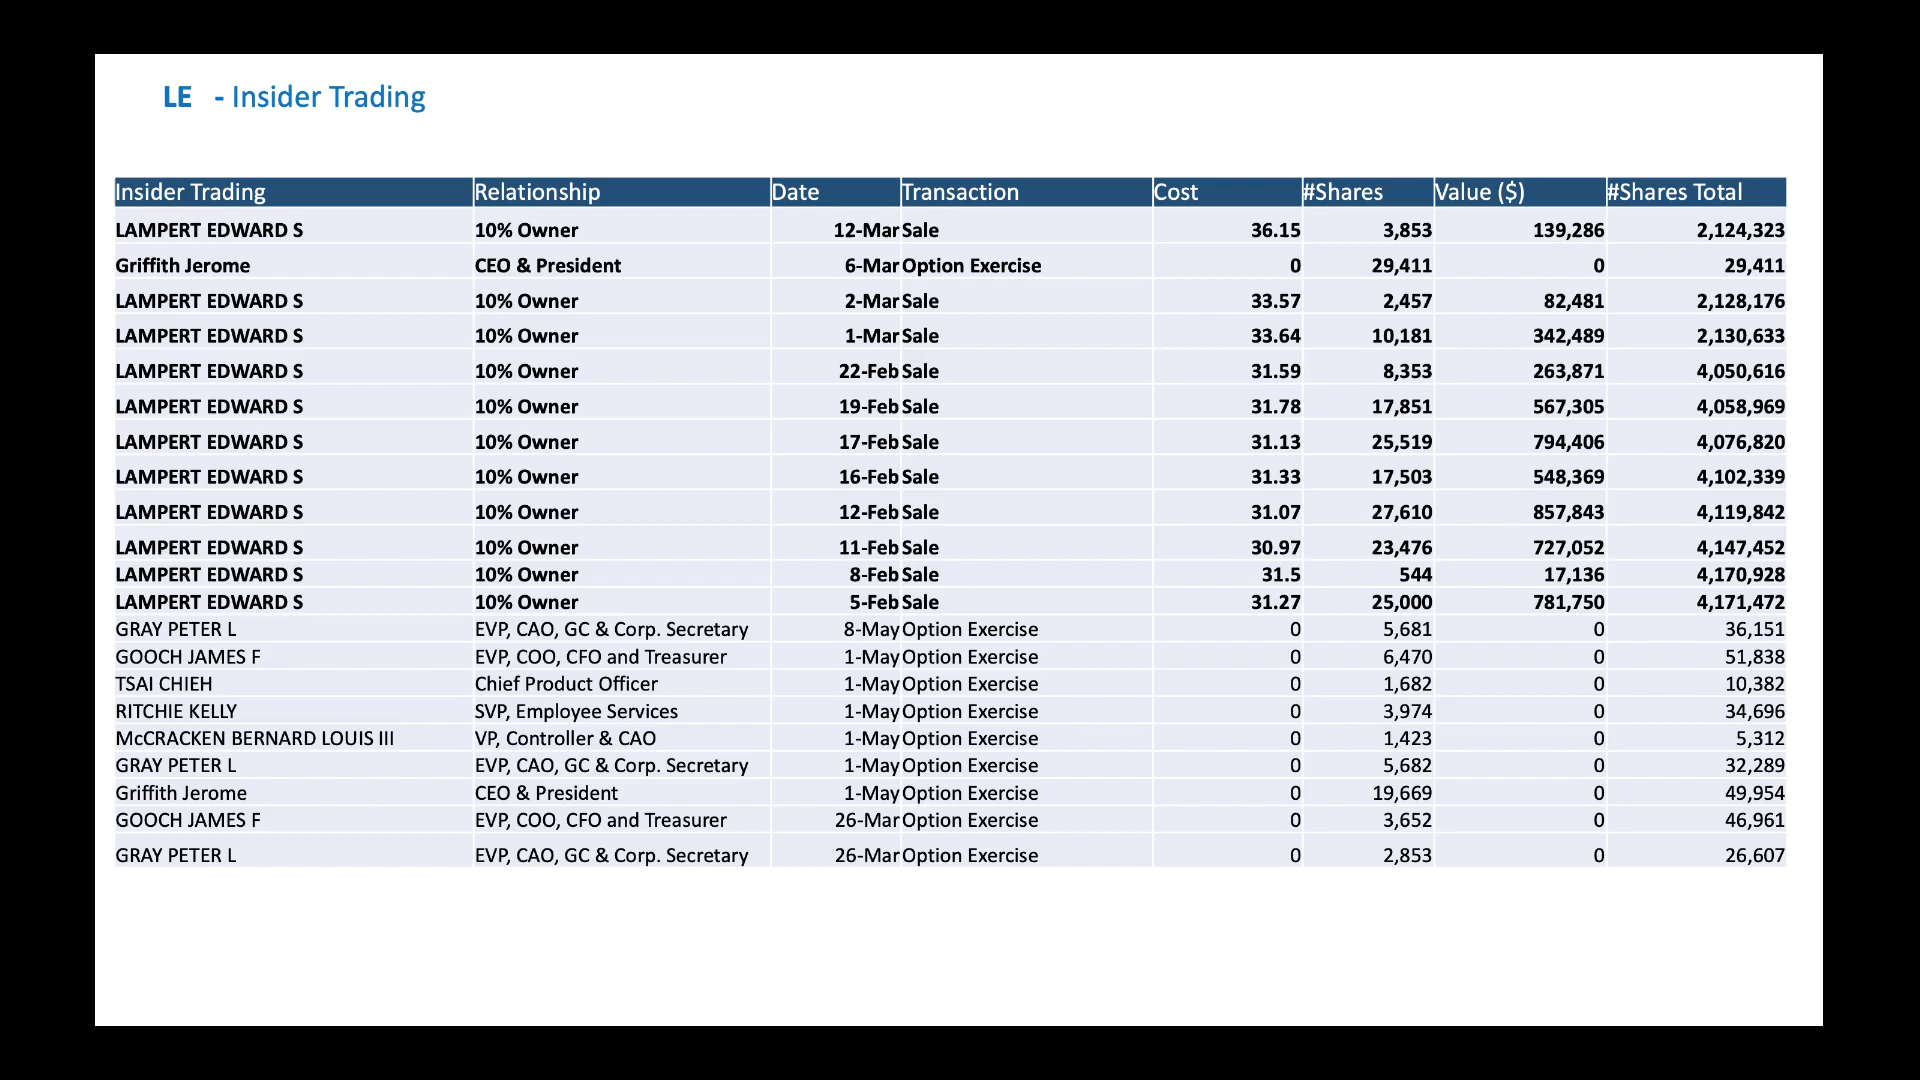 LE - Insider Trading
Insider Trading Relationship Date Transaction Cost #Shares Value ($) #Shares Total
LAMPERT EDWARD S 10% Owner 12-Mar Sale 36.15 3,853 139,286 2,124,323
Griffith Jerome CEO & President 6-Mar Option Exercise 0 29,411 0 29,411
LAMPERT EDWARD S 10% Owner 2-Mar Sale 33.57 2,457 82,481 2,128,176
LAMPERT EDWARD S 10% Owner 1-Mar Sale 33.64 10,181 342,489 2,130,633
LAMPERT EDWARD S 10% Owner 22-Feb Sale 31.59 8,353 263,871 4,050,616
LAMPERT EDWARD S 10% Owner 19-Feb Sale 31.78 17,851 567,305 4,058,969
LAMPERT EDWARD S 10% Owner 17-Feb Sale 31.13 25,519 794,406 4,076,820
LAMPERT EDWARD S 10% Owner 16-Feb Sale 31.33 17,503 548,369 4,102,339
LAMPERT EDWARD S 10% Owner 12-Feb Sale 31.07 27,610 857,843 4,119,842
LAMPERT EDWARD S 10% Owner 11-Feb Sale 30.97 23,476 727,052 4,147,452
LAMPERT EDWARD S 10% Owner 8-Feb Sale 31.5 544 17,136 4,170,928
LAMPERT EDWARD S 10% Owner 5-Feb Sale 31.27 25,000 781,750 4,171,472
GRAY PETER L EVP, CAO, GC & Corp. Secretary 8-May Option Exercise 0 5,681 0 36,151
GOOCH JAMES F EVP, COO, CFO and Treasurer 1-May Option Exercise 0 6,470 0 51,838
TSAI CHIEH Chief Product Officer 1-May Option Exercise 0 1,682 0 10,382
RITCHIE KELLY SVP, Employee Services 1-May Option Exercise 0 3,974 0 34,696
McCRACKEN BERNARD LOUIS III VP, Controller & CAO 1-May Option Exercise 0 1,423 0 5,312
GRAY PETER L EVP, CAO, GC & Corp. Secretary 1-May Option Exercise 0 5,682 0 32,289
Griffith Jerome CEO & President 1-May Option Exercise 0 19,669 0 49,954
GOOCH JAMES F EVP, COO, CFO and Treasurer 26-Mar Option Exercise 0 3,652 0 46,961
GRAY PETER L EVP, CAO, GC & Corp. Secretary 26-Mar Option Exercise 0 2,853 0 26,607